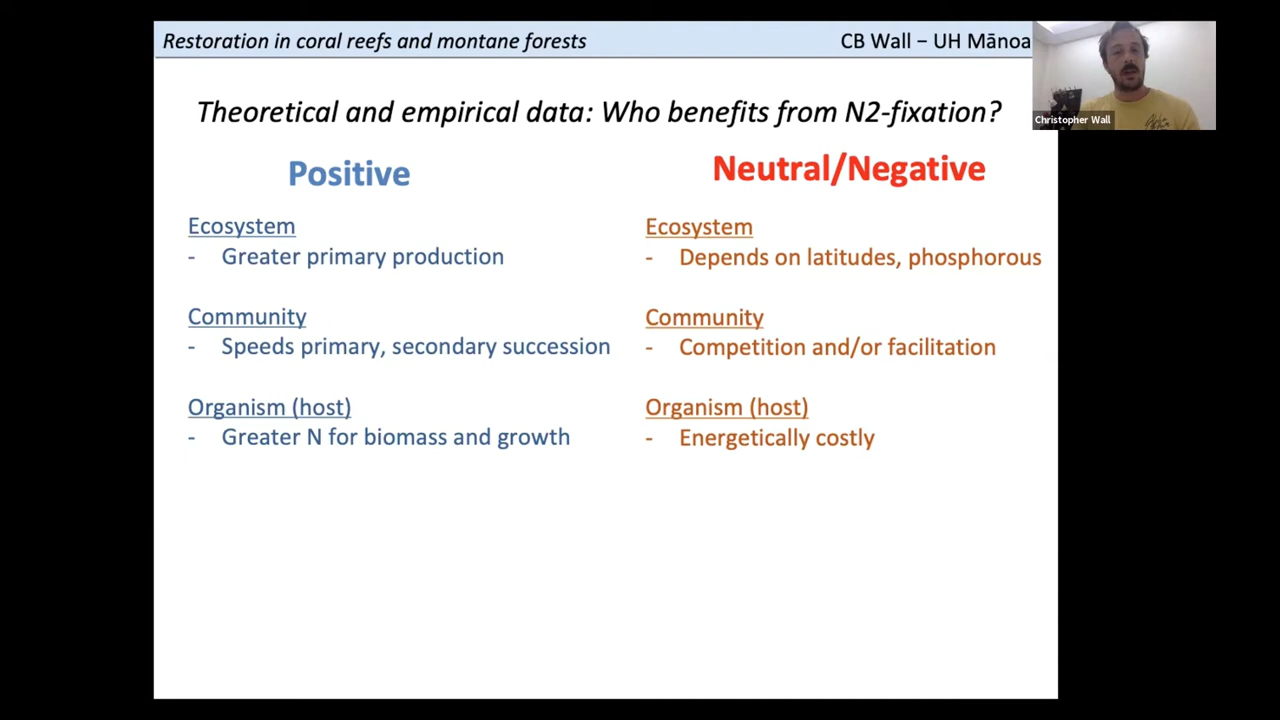 Restoration in coral reefs and montane forests
CB Wall – UH Mānoa
Christopher Wall
Theoretical and empirical data: Who benefits from N2-fixation?
Positive
Ecosystem
- Greater primary production
Community
- Speeds primary, secondary succession
Organism (host)
- Greater N for biomass and growth
Neutral/Negative
Ecosystem
- Depends on latitudes, phosphorous
Community
- Competition and/or facilitation
Organism (host)
- Energetically costly